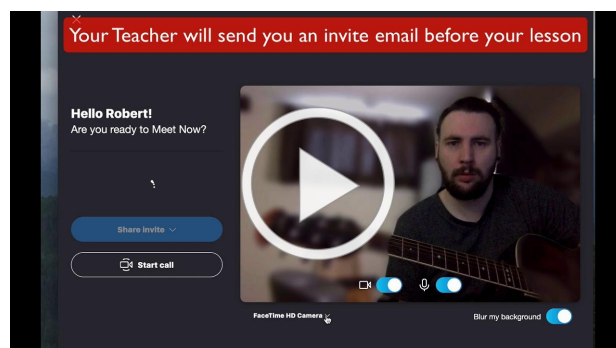 Your Teacher will send you an invite email before your lesson
Hello Robert!
Are you ready to Meet Now?
Share invite
Start call
FaceTime HD Camera
Blur my background